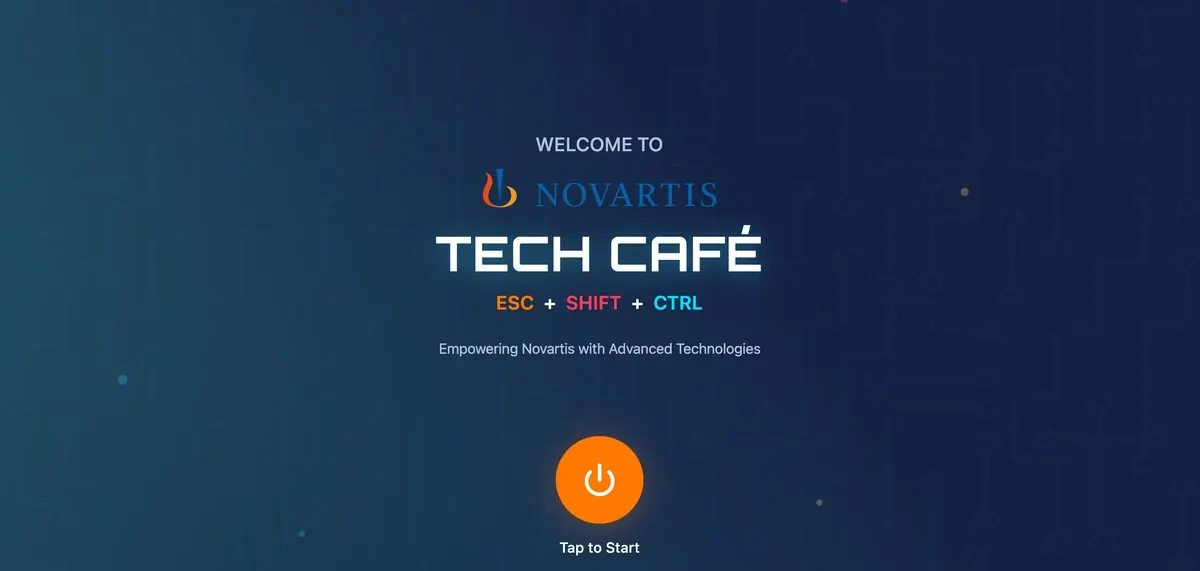 WELCOME TO
NOVARTIS
TECH CAFÉ
ESC + SHIFT + CTRL
Empowering Novartis with Advanced Technologies
Tap to Start